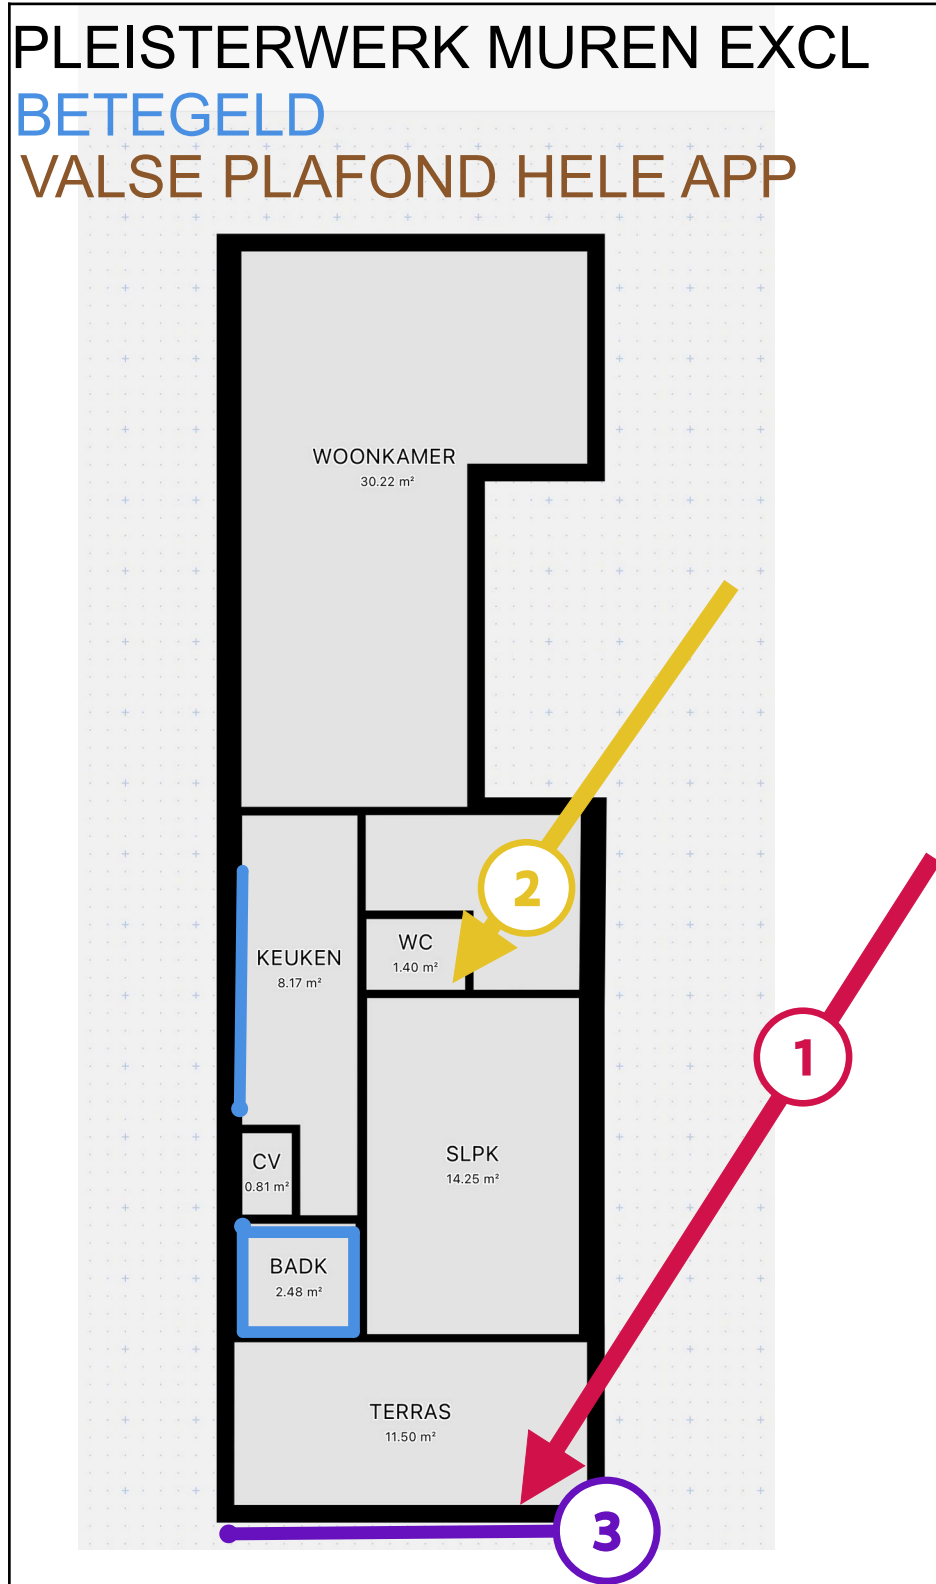 PLEISTERWERK MUREN EXCL
BETEGELD
VALSE PLAFOND HELE APP
WOONKAMER
30.22 m²
2
KEUKEN
8.17 m²
WC
1.40 m²
1
SLPK
14.25 m²
CV
0.81 m²
BADK
2.48 m²
TERRAS
11.50 m²
3